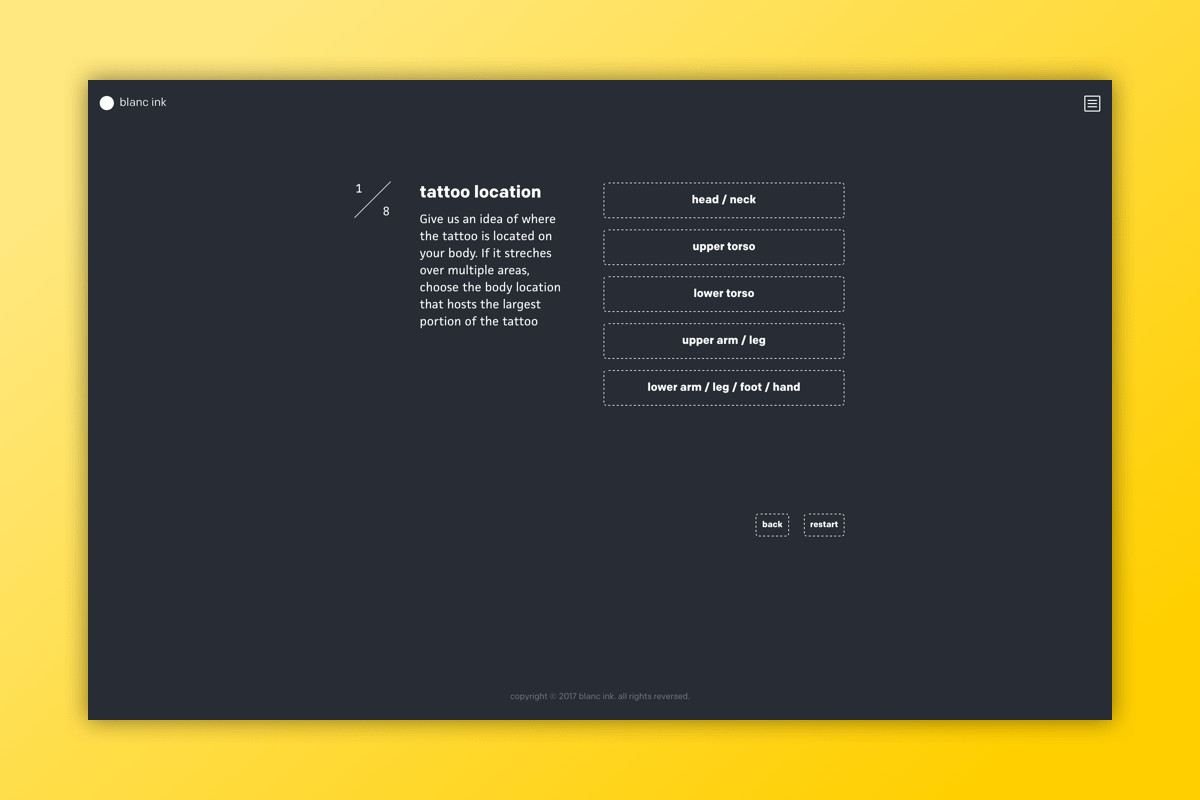 blanc ink
1
8
tattoo location
Give us an idea of where
the tattoo is located on
your body. If it streches
over multiple areas,
choose the body location
that hosts the largest
portion of the tattoo
head / neck
upper torso
lower torso
upper arm / leg
lower arm / leg / foot / hand
back
restart
copyright © 2017 blanc ink. all rights reversed.